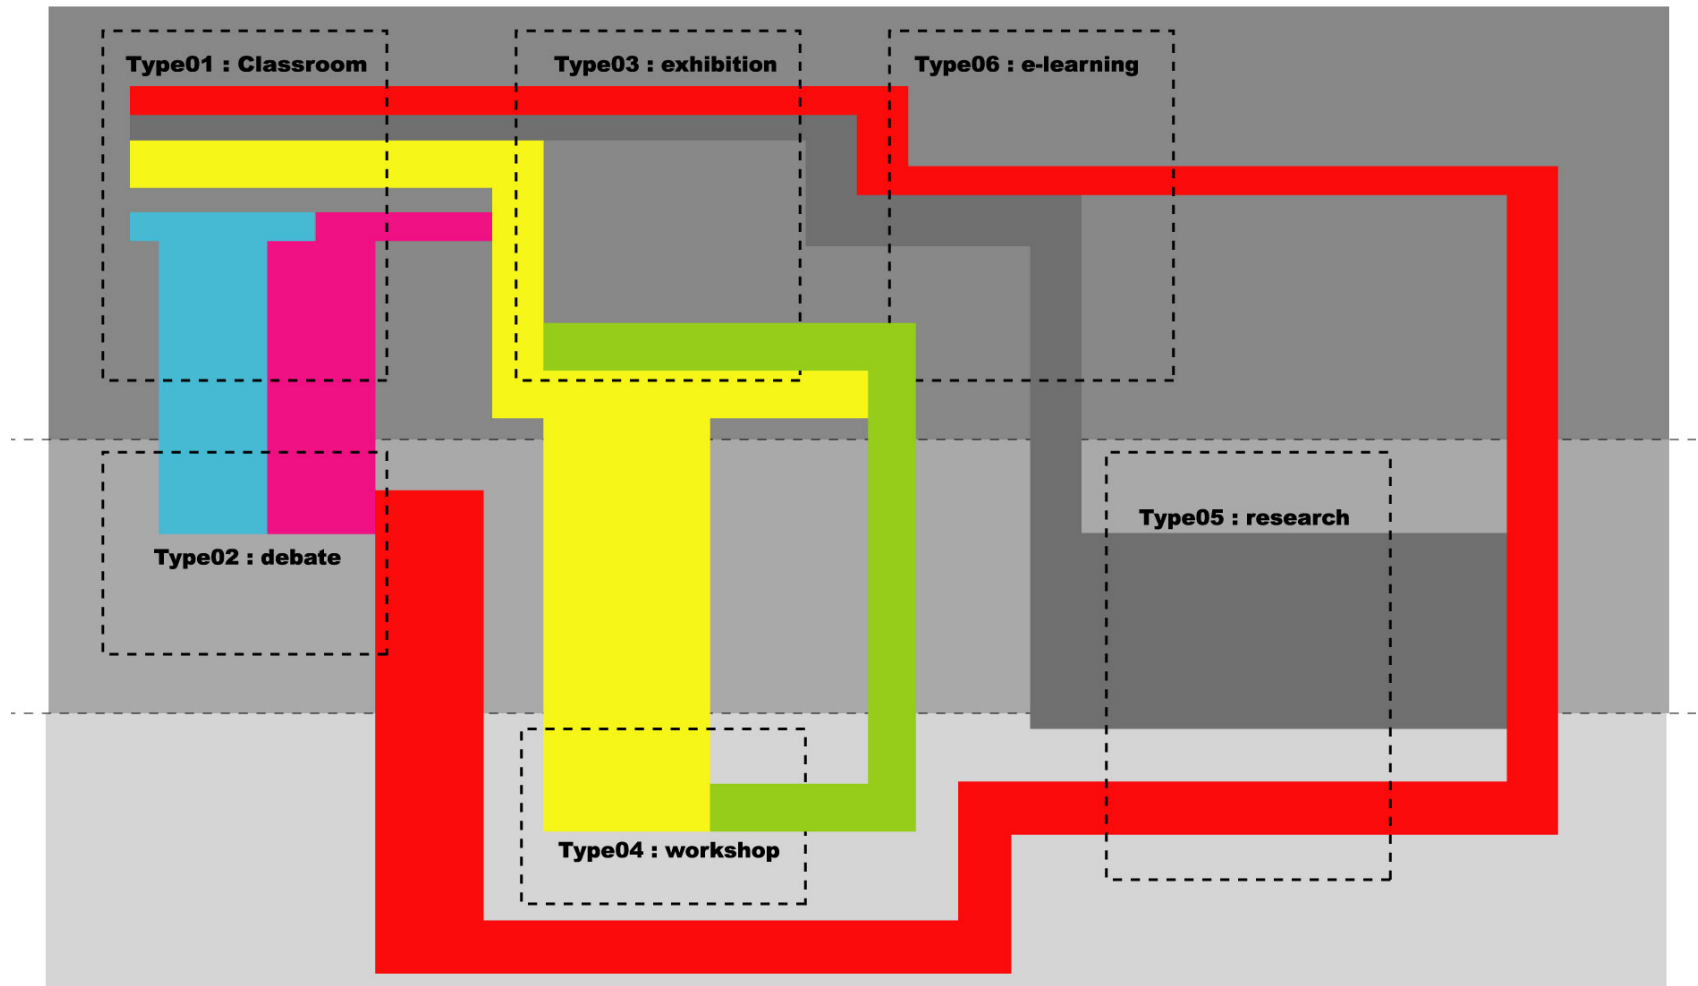 Type01 : Classroom
Type03 : exhibition
Type06 : e-learning
Type05 : research
Type02 : debate
Type04 : workshop